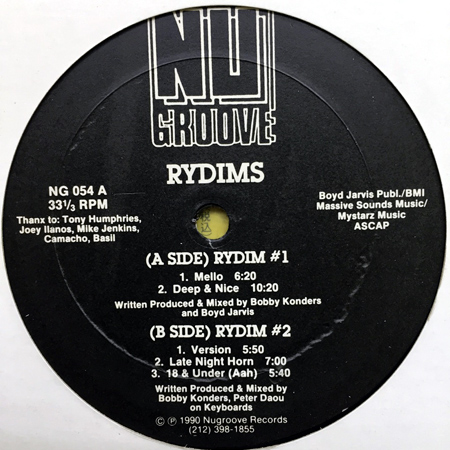 NU
GROOVE
RYDIMS
NG 054 A
33 1/3 RPM
Thanx to: Tony Humphries,
Joey Ilanos, Mike Jenkins,
Camacho, Basil
Boyd Jarvis Publ./BMI
Massive Sounds Music/
Mystarz Music
ASCAP
(A SIDE) RYDIM #1
1. Mello 6:20
2. Deep & Nice 10:20
Written Produced & Mixed by Bobby Konders
and Boyd Jarvis
(B SIDE) RYDIM #2
1. Version 5:50
2. Late Night Horn 7:00
3. 18 & Under (Aah) 5:40
Written Produced & Mixed by
Bobby Konders, Peter Daou
on Keyboards
© ℗ 1990 Nugroove Records
(212) 398-1855